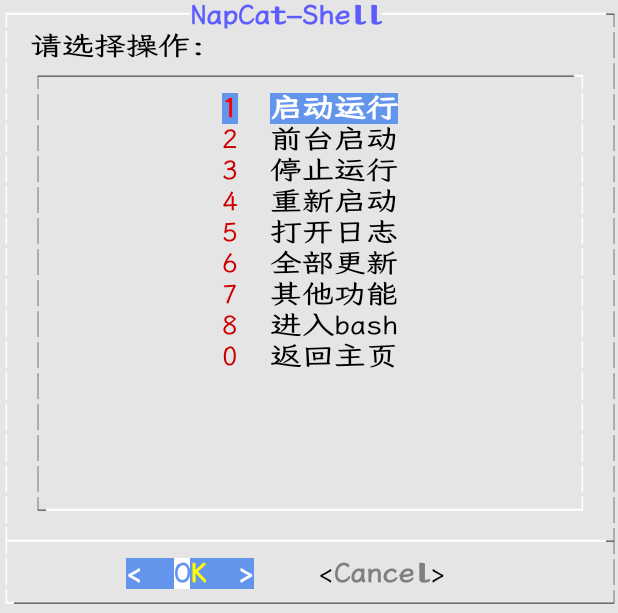 NapCat-Shell
请选择操作:
1 启动运行
2 前台启动
3 停止运行
4 重新启动
5 打开日志
6 全部更新
7 其他功能
8 进入bash
0 返回主页
< OK > <Cancel>